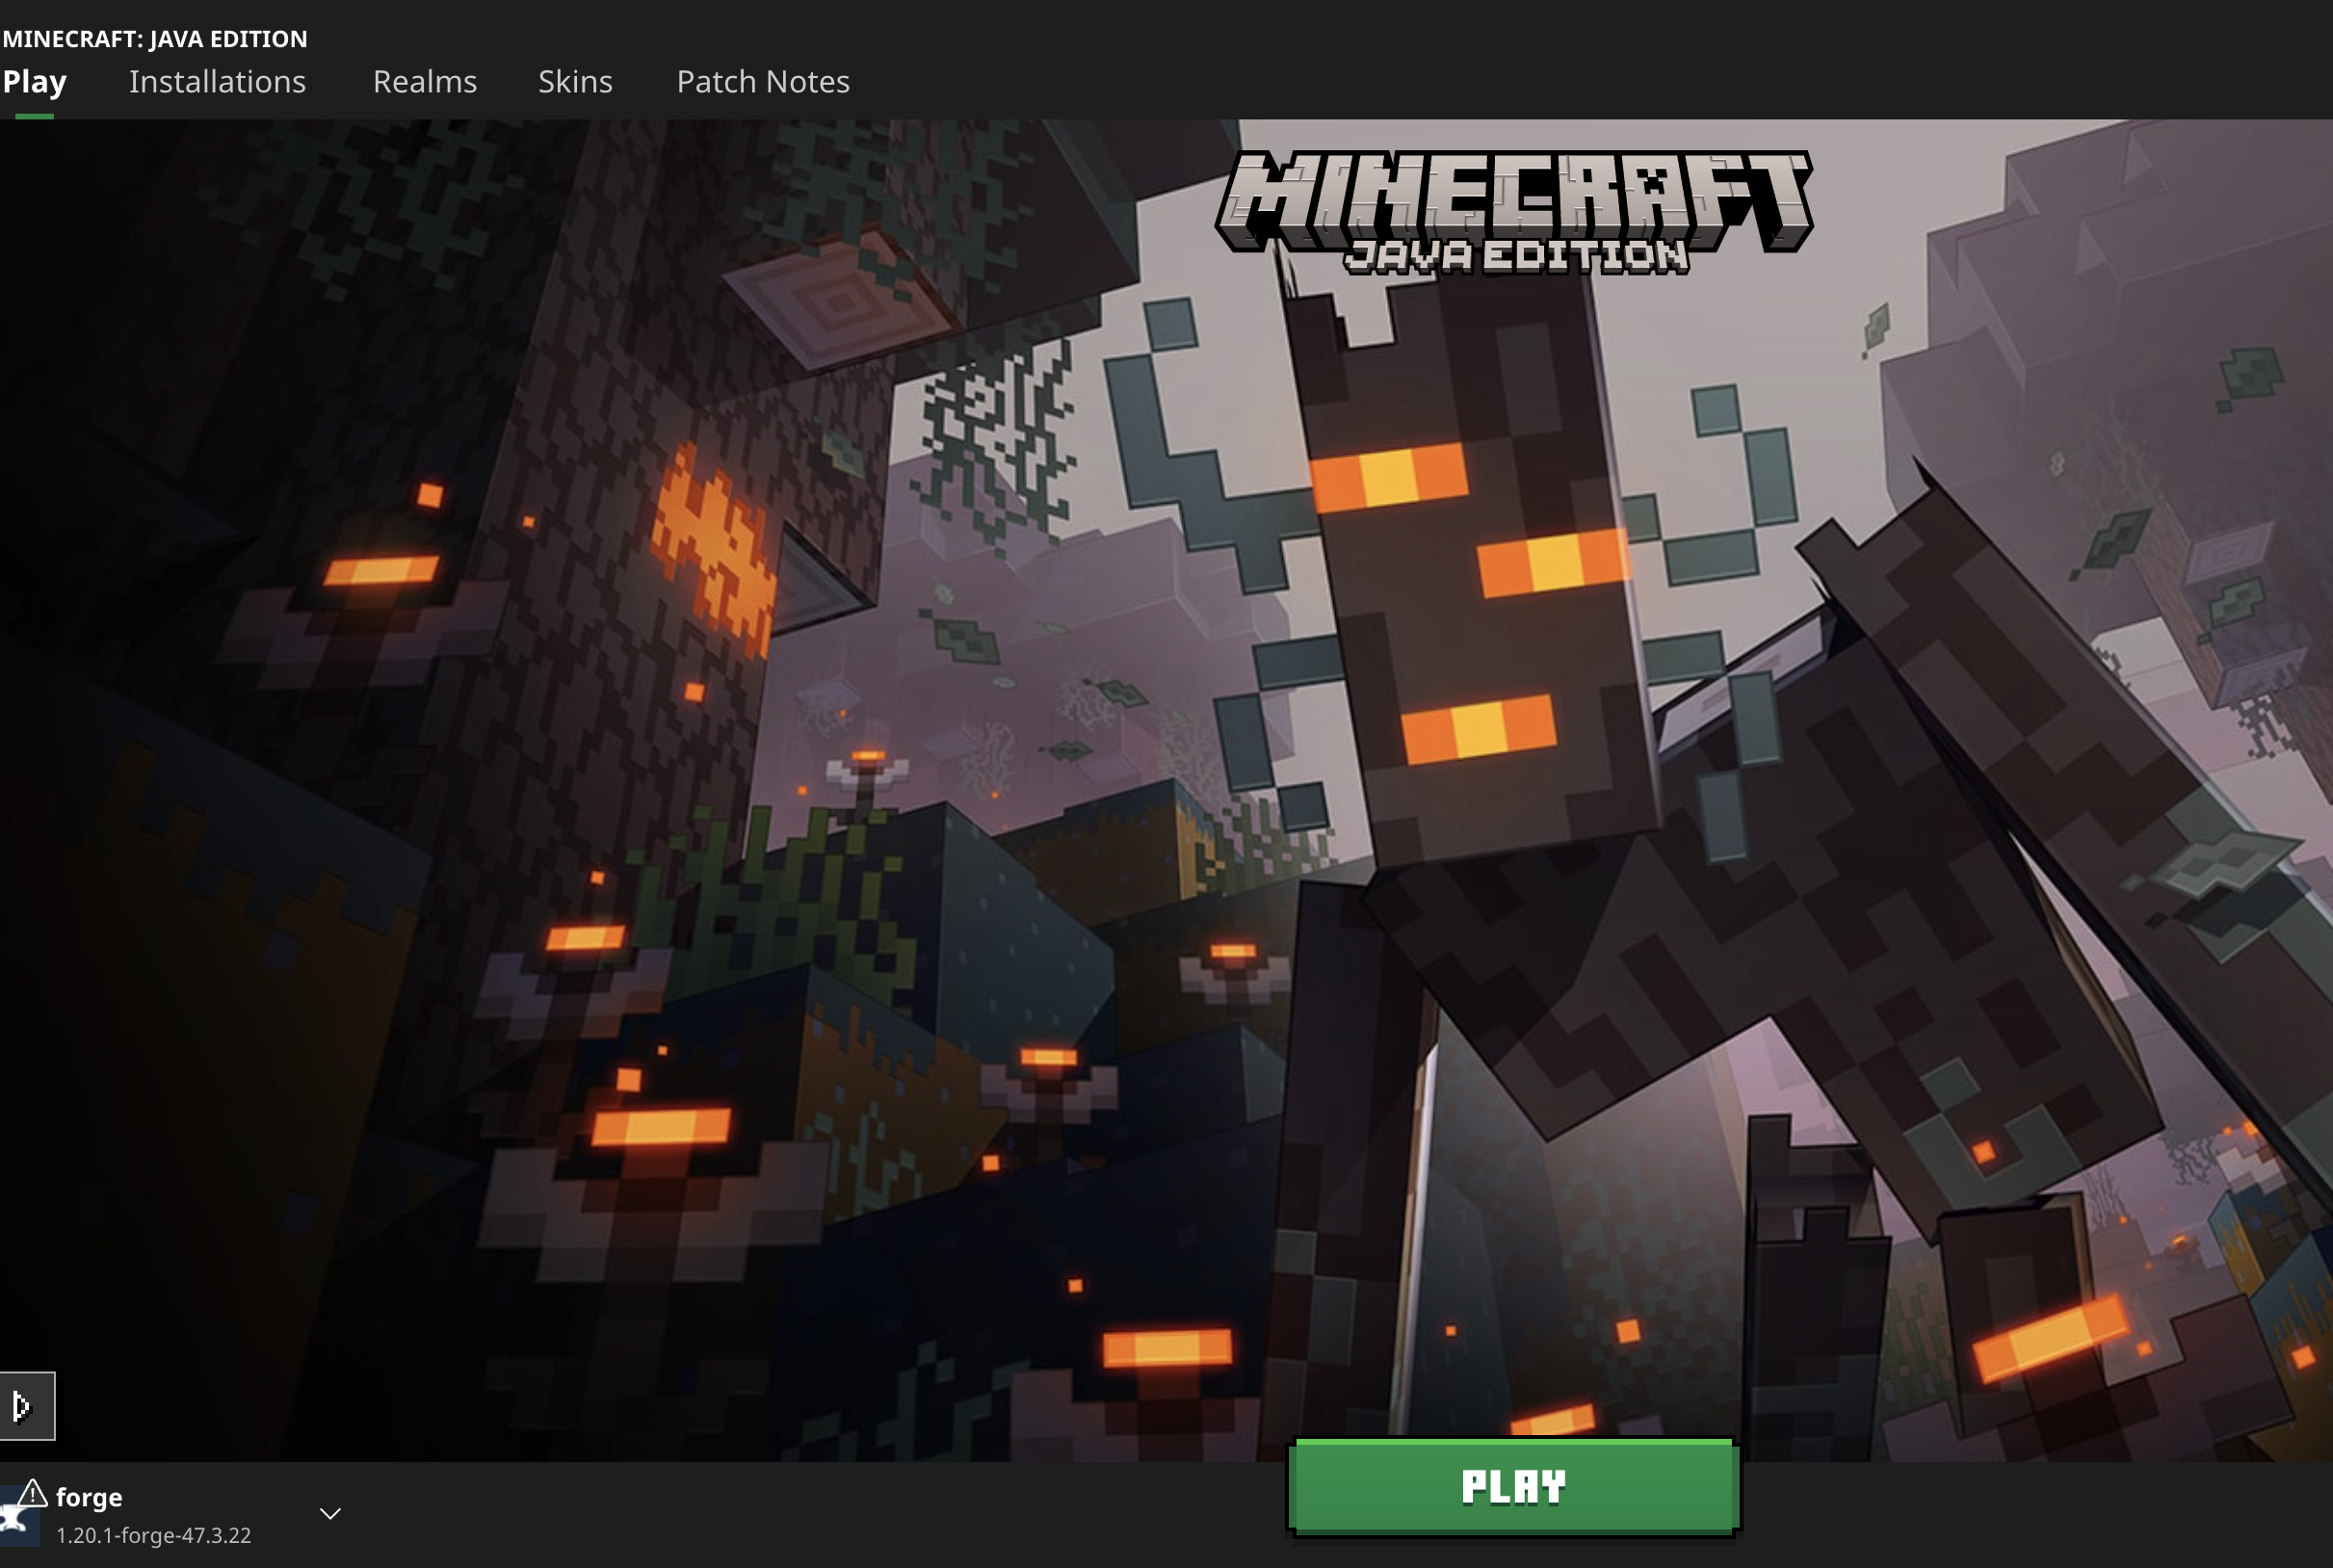 MINECRAFT: JAVA EDITION
Play Installations Realms Skins Patch Notes
MINECRAFT
JAVA EDITION
forge
1.20.1-forge-47.3.22
PLAY